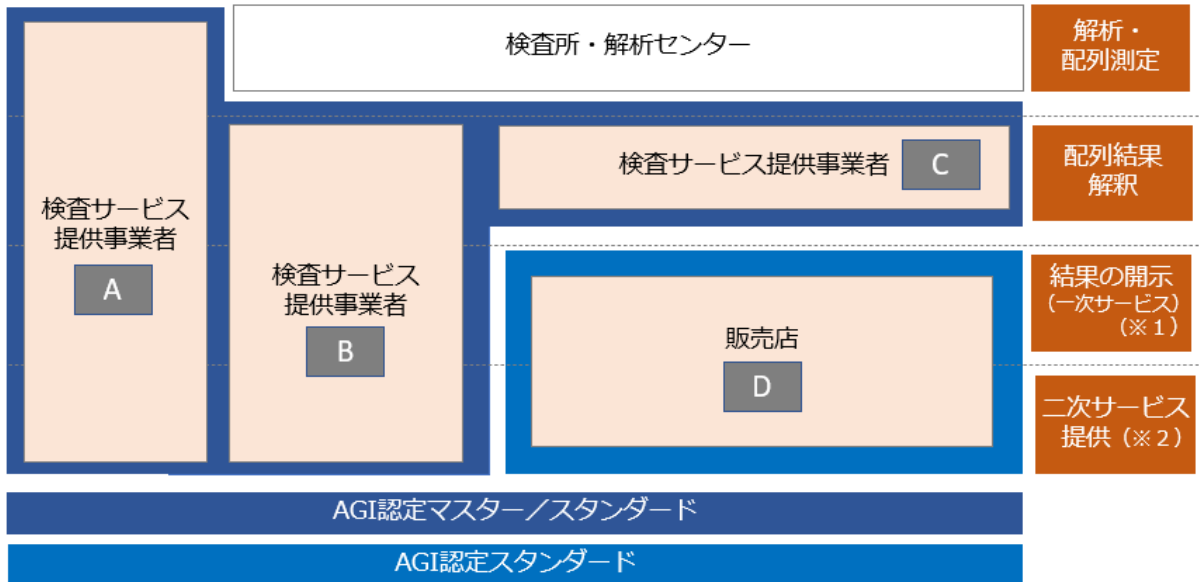 検査所・解析センター
解析・
配列測定
検査サービス
提供事業者
A
検査サービス
提供事業者
B
検査サービス提供事業者
C
配列結果
解釈
販売店
D
結果の開示
(一次サービス)
(※１)
二次サービス
提供（※２）
AGI認定マスター／スタンダード
AGI認定スタンダード